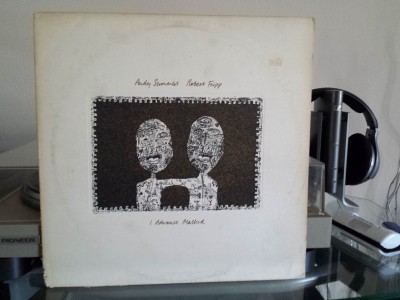 Andy Summers Robert Fripp
I Advance Masked
PIONEER